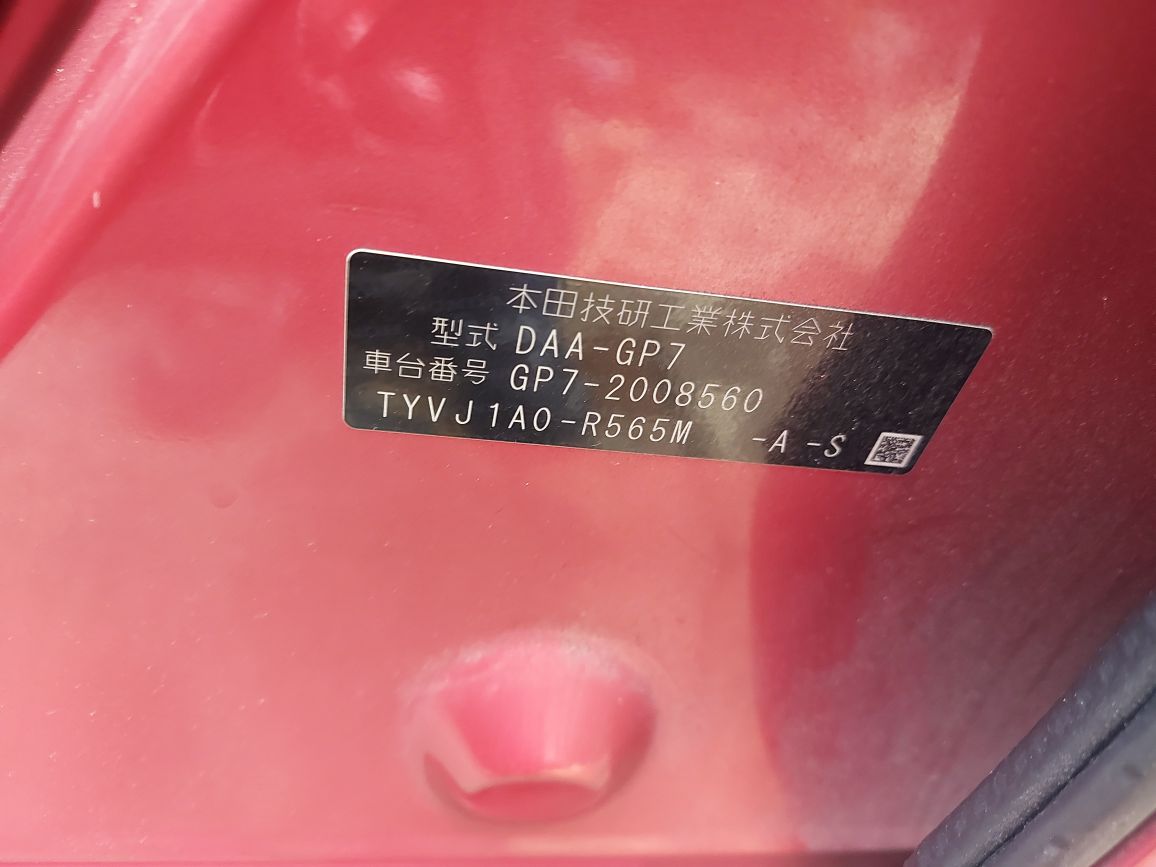 本田技研工業株式会社
型式 DAA-GP7
車台番号 GP7-2008560
TYVJ1A0-R565M -A -S